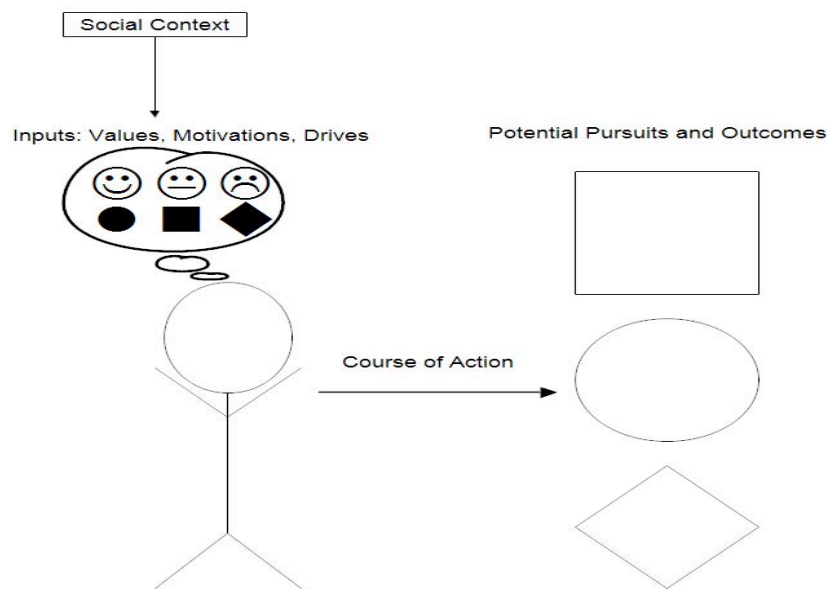 Social Context
Inputs: Values, Motivations, Drives
Potential Pursuits and Outcomes
Course of Action